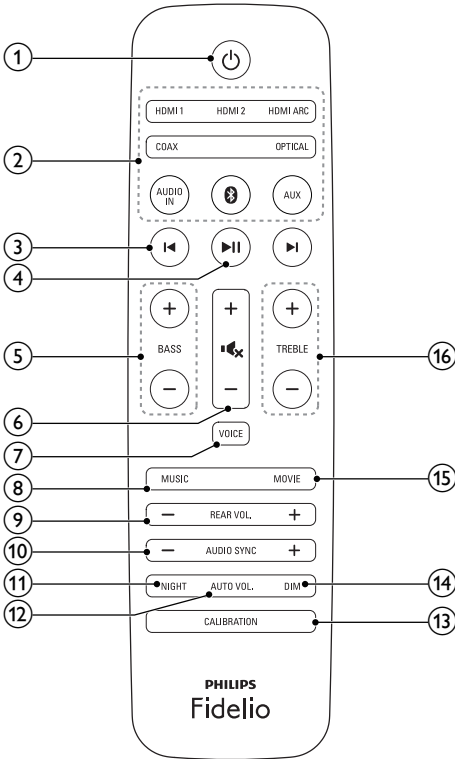 1
HDMI 1 HDMI 2 HDMI ARC
2
COAX OPTICAL
AUDIO IN AUX
3
4
+ + +
5 BASS TREBLE 16
− − −
6
7 VOICE
8 MUSIC MOVIE 15
9 − REAR VOL. +
10 − AUDIO SYNC +
11 NIGHT AUTO VOL. DIM 14
12
CALIBRATION 13
PHILIPS
Fidelio